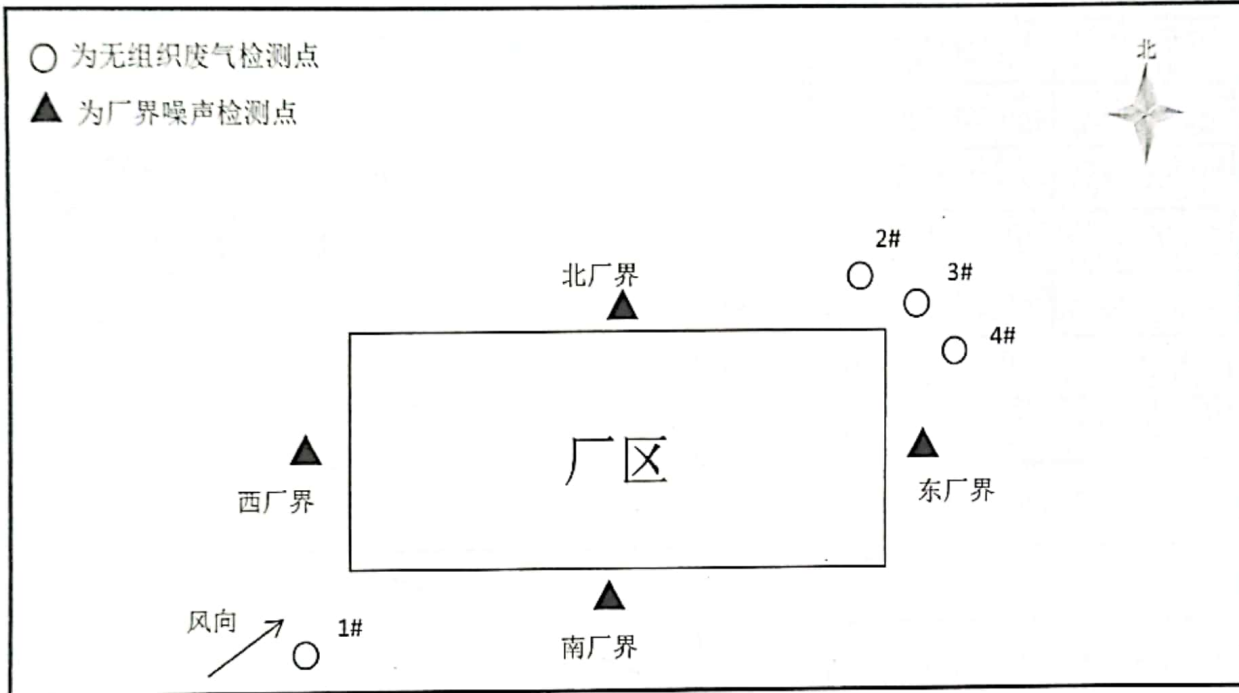 为无组织废气检测点
北
为厂界噪声检测点
2#
北厂界
3#
4#
厂区
西厂界
东厂界
风向
1#
南厂界